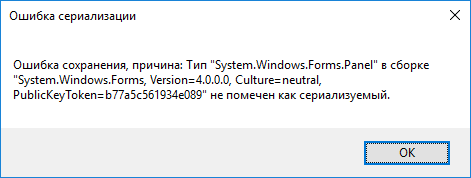 Ошибка сериализации
Ошибка сохранения, причина: Тип "System.Windows.Forms.Panel" в сборке
"System.Windows.Forms, Version=4.0.0.0, Culture=neutral,
PublicKeyToken=b77a5c561934e089" не помечен как сериализуемый.
OK